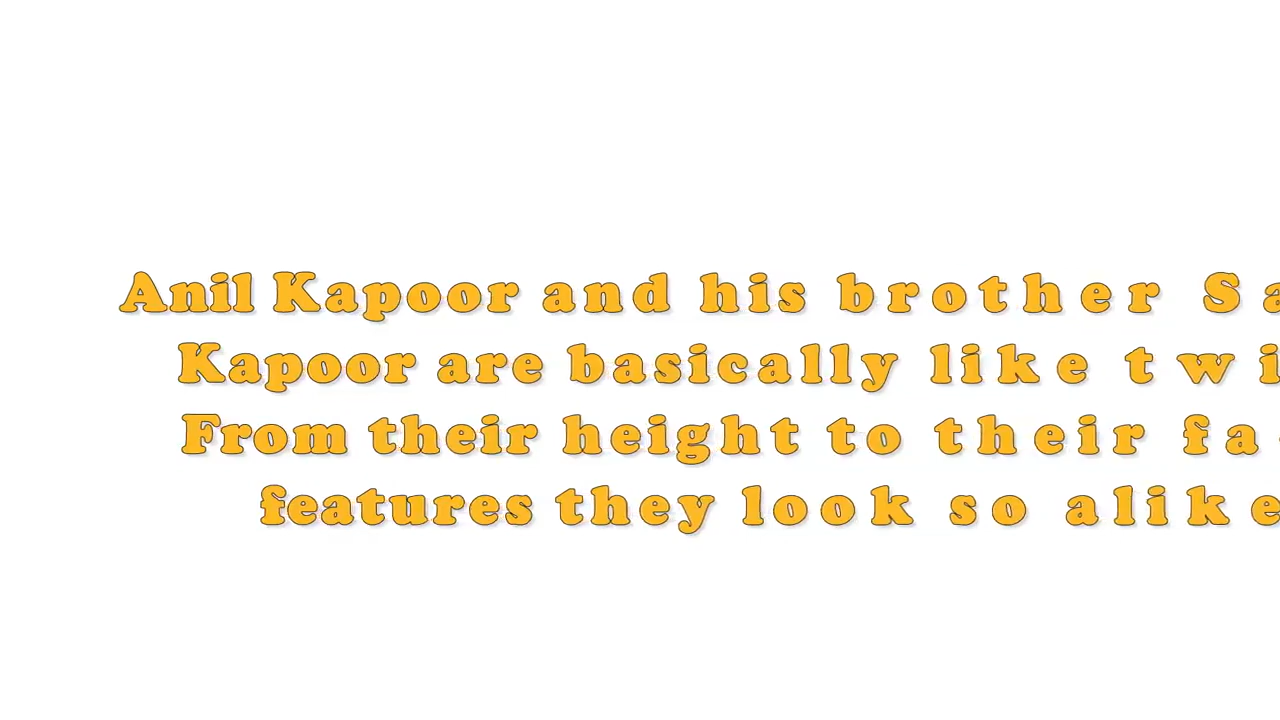 Anil Kapoor and his brother
Kapoor are basically like
From their height to their
features they look so alike